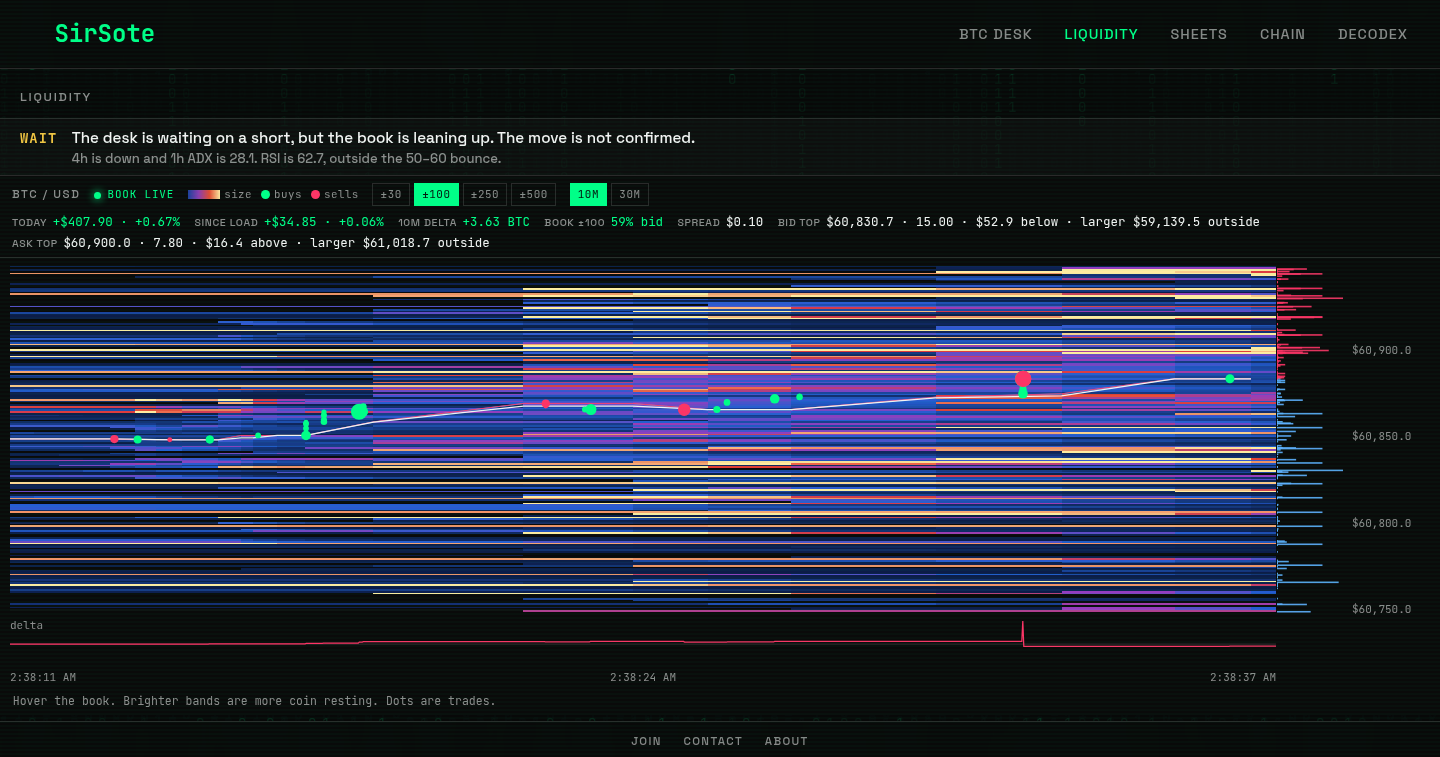 SirSote
BTC DESK LIQUIDITY SHEETS CHAIN DECODEX
LIQUIDITY
WAIT The desk is waiting on a short, but the book is leaning up. The move is not confirmed.
4h is down and 1h ADX is 28.1. RSI is 62.7, outside the 50–60 bounce.
BTC / USD BOOK LIVE size buys sells ±30 ±100 ±250 ±500 10M 30M
TODAY +$407.90 · +0.67% SINCE LOAD +$34.85 · +0.06% 10M DELTA +3.63 BTC BOOK ±100 59% bid SPREAD $0.10 BID TOP $60,830.7 · 15.00 · $52.9 below · larger $59,139.5 outside
ASK TOP $60,900.0 · 7.80 · $16.4 above · larger $61,018.7 outside
$60,900.0
$60,850.0
$60,800.0
$60,750.0
delta
2:38:11 AM 2:38:24 AM 2:38:37 AM
Hover the book. Brighter bands are more coin resting. Dots are trades.
JOIN CONTACT ABOUT